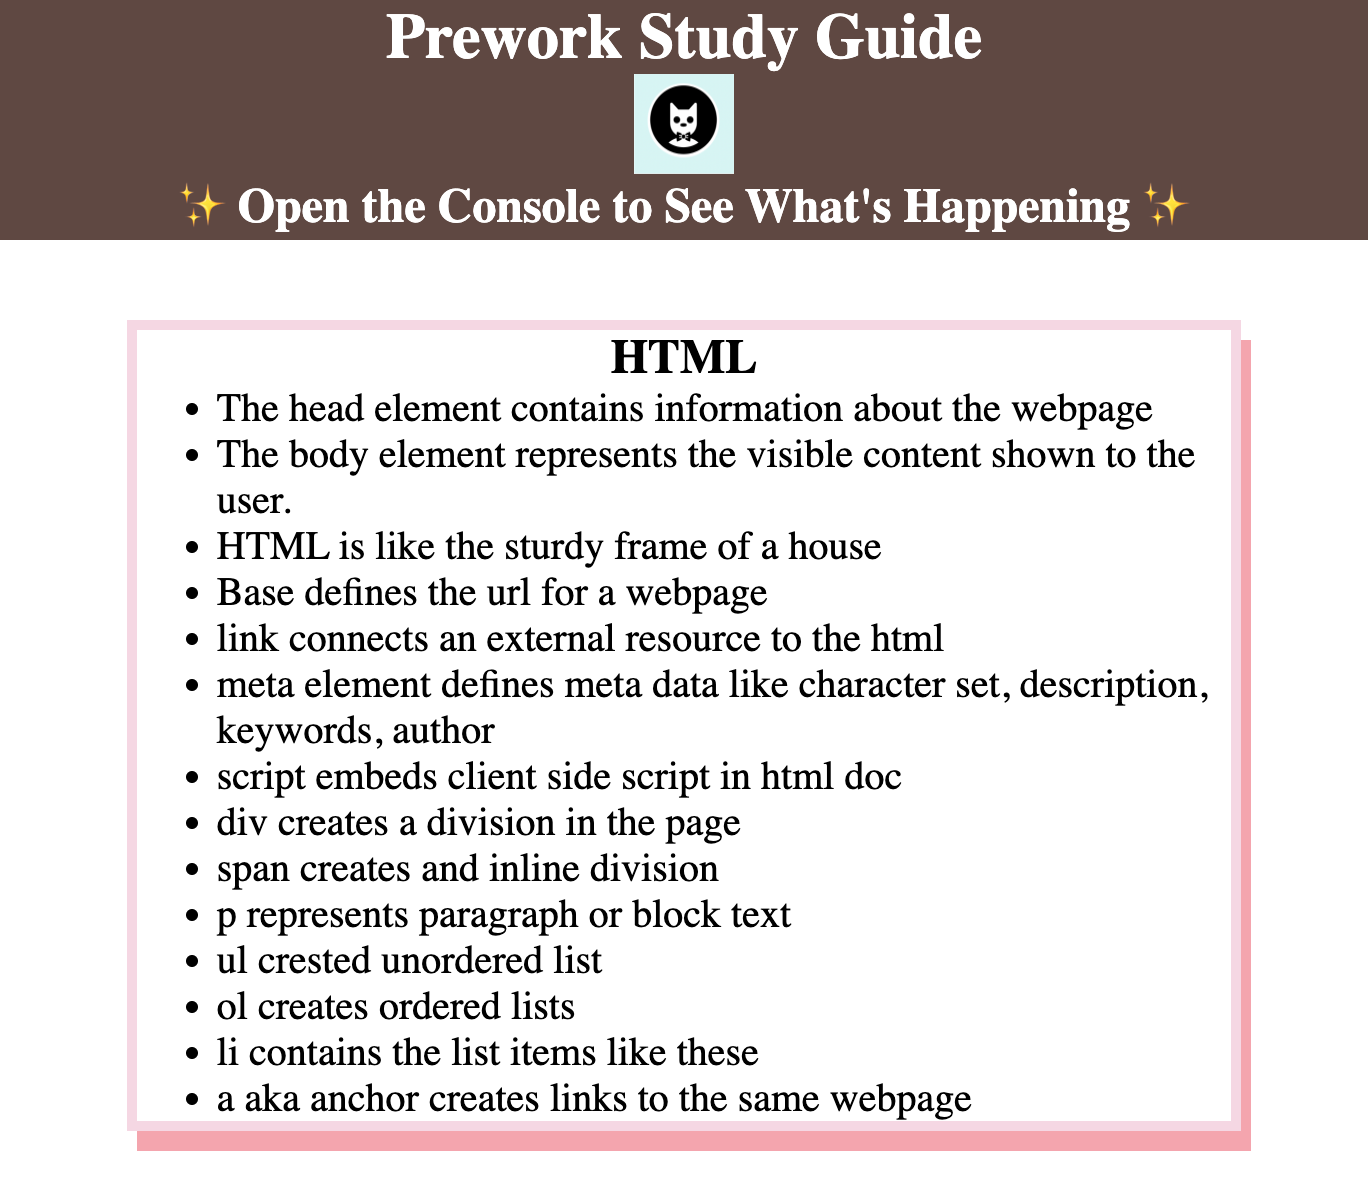 Prework Study Guide
✨ Open the Console to See What's Happening ✨
HTML
• The head element contains information about the webpage
• The body element represents the visible content shown to the
user.
• HTML is like the sturdy frame of a house
• Base defines the url for a webpage
• link connects an external resource to the html
• meta element defines meta data like character set, description,
keywords, author
• script embeds client side script in html doc
• div creates a division in the page
• span creates and inline division
• p represents paragraph or block text
• ul crested unordered list
• ol creates ordered lists
• li contains the list items like these
• a aka anchor creates links to the same webpage